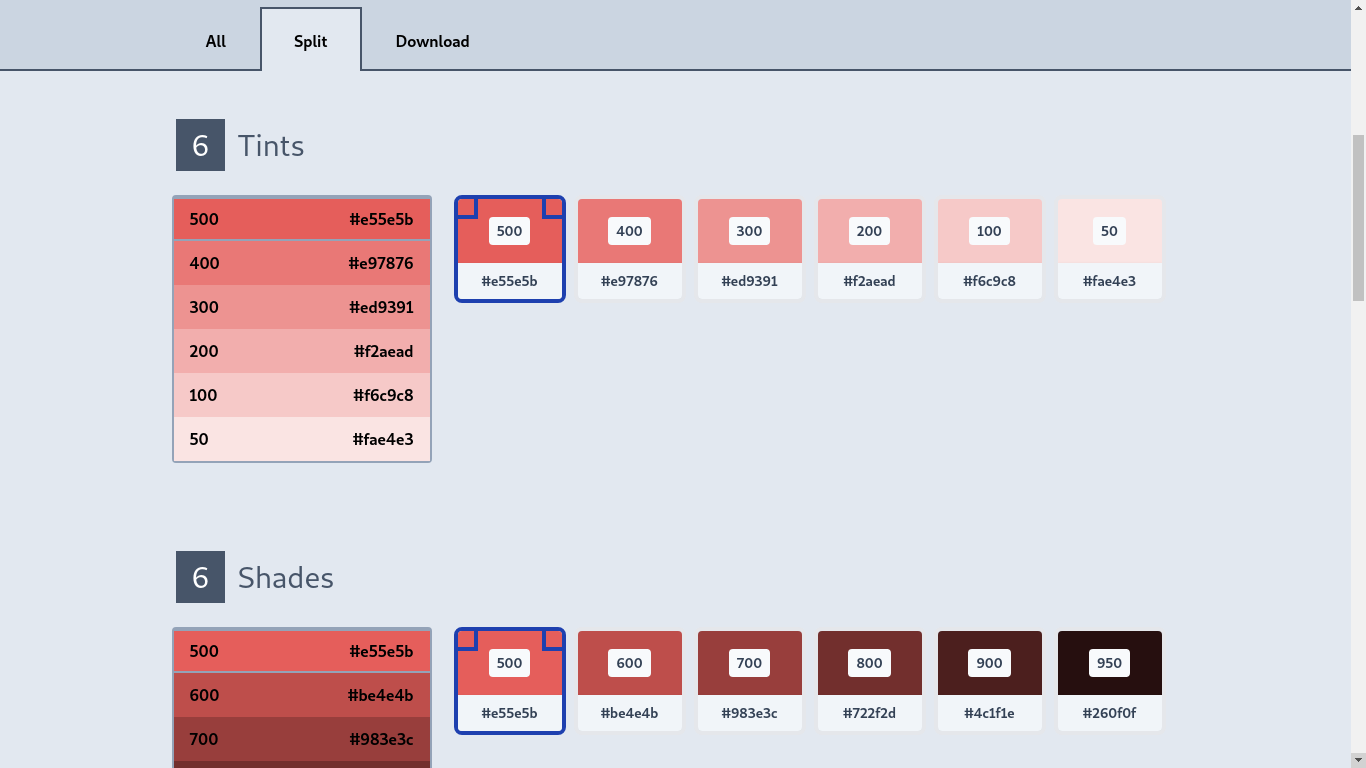 All Split Download
6 Tints
500 #e55e5b
400 #e97876
300 #ed9391
200 #f2aead
100 #f6c9c8
50 #fae4e3
500 400 300 200 100 50
#e55e5b #e97876 #ed9391 #f2aead #f6c9c8 #fae4e3
6 Shades
500 #e55e5b
600 #be4e4b
700 #983e3c
500 600 700 800 900 950
#e55e5b #be4e4b #983e3c #722f2d #4c1f1e #260f0f